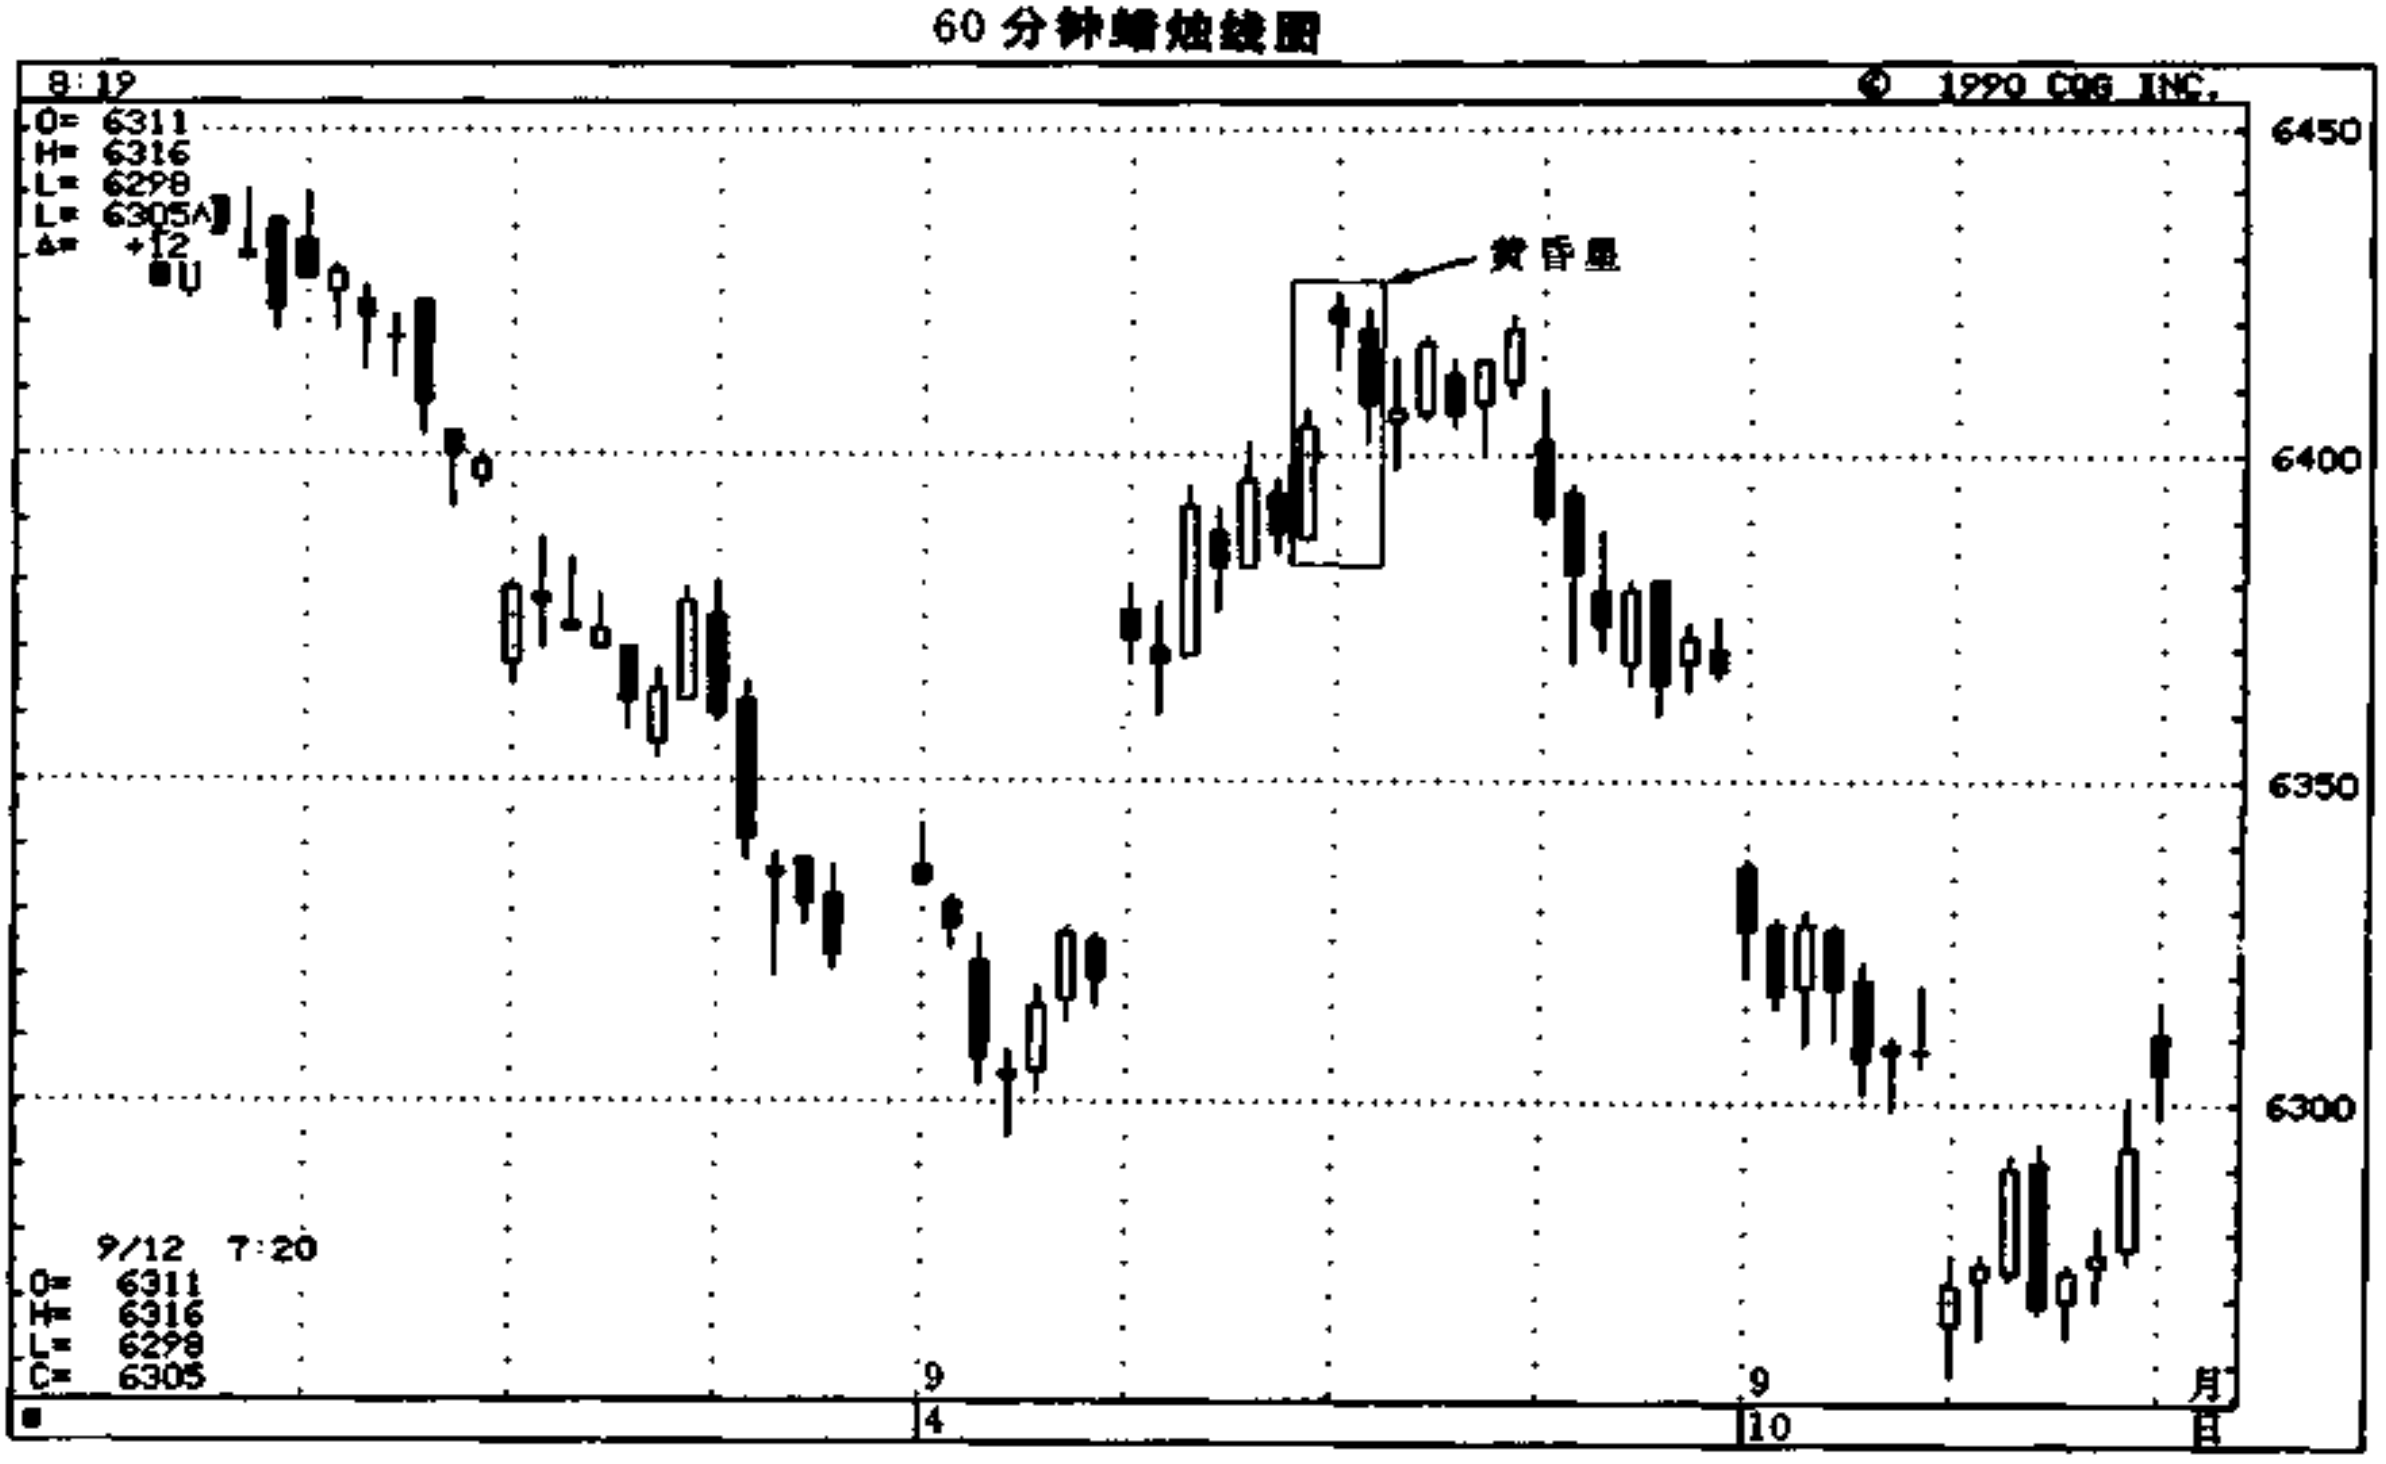 60 分钟蜡烛线图
8:19
© 1990 CQG INC.
O= 6311
H= 6316
L= 6298
L= 6305^
Δ= +12
6450
黄昏星
6400
6350
6300
9/12 7:20
O= 6311
H= 6316
L= 6298
C= 6305
9 9 月
4 10 日